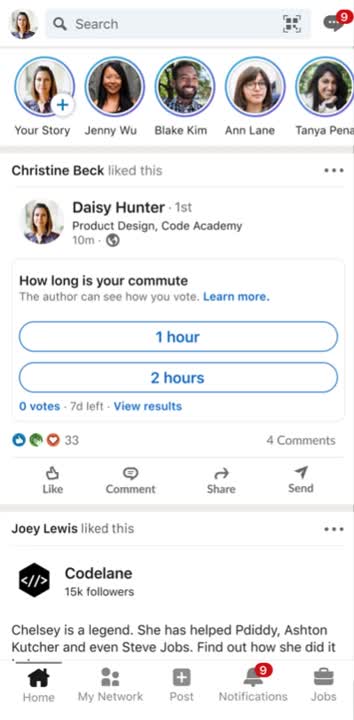 Search
9
Your Story Jenny Wu Blake Kim Ann Lane Tanya Pena
Christine Beck liked this
Daisy Hunter · 1st
Product Design, Code Academy
10m ·
How long is your commute
The author can see how you vote. Learn more.
1 hour
2 hours
0 votes · 7d left · View results
33
4 Comments
Like Comment Share Send
Joey Lewis liked this
</>
Codelane
15k followers
Chelsey is a legend. She has helped Pdiddy, Ashton
Kutcher and even Steve Jobs. Find out how she did it
9
Home My Network Post Notifications Jobs